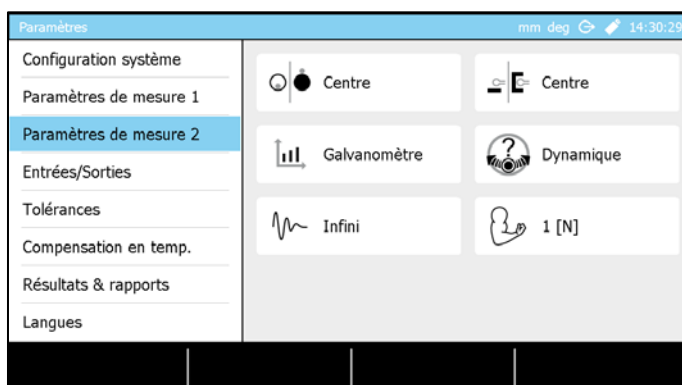 Paramètres
mm deg 14:30:29
Configuration système
Paramètres de mesure 1
Paramètres de mesure 2
Entrées/Sorties
Tolérances
Compensation en temp.
Résultats & rapports
Langues
Centre
Centre
Galvanomètre
? Dynamique
Infini
1 [N]